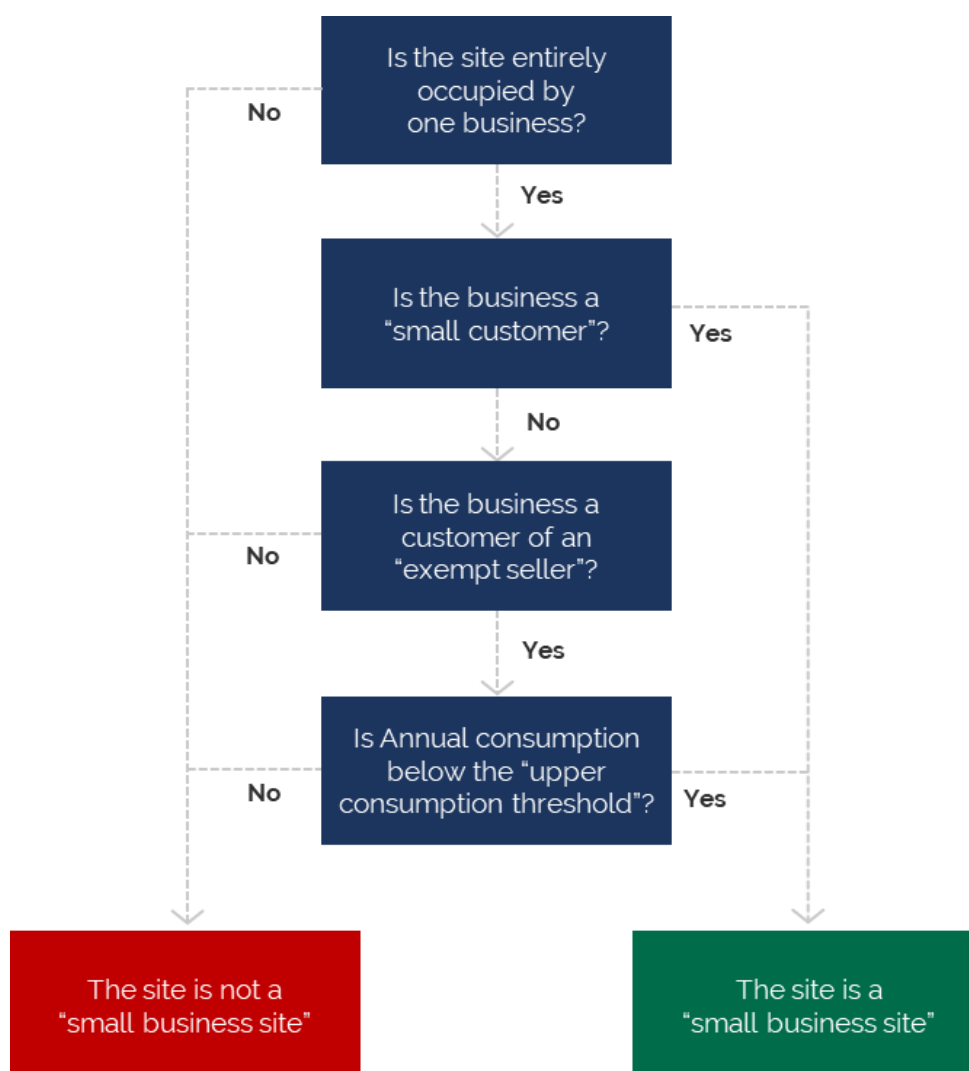 Is the site entirely
occupied by
one business?
No
Yes
Is the business a
“small customer”?
Yes
No
Is the business a
customer of an
“exempt seller”?
No
Yes
Is Annual consumption
below the “upper
consumption threshold”?
No
Yes
The site is not a
“small business site”
The site is a
“small business site”